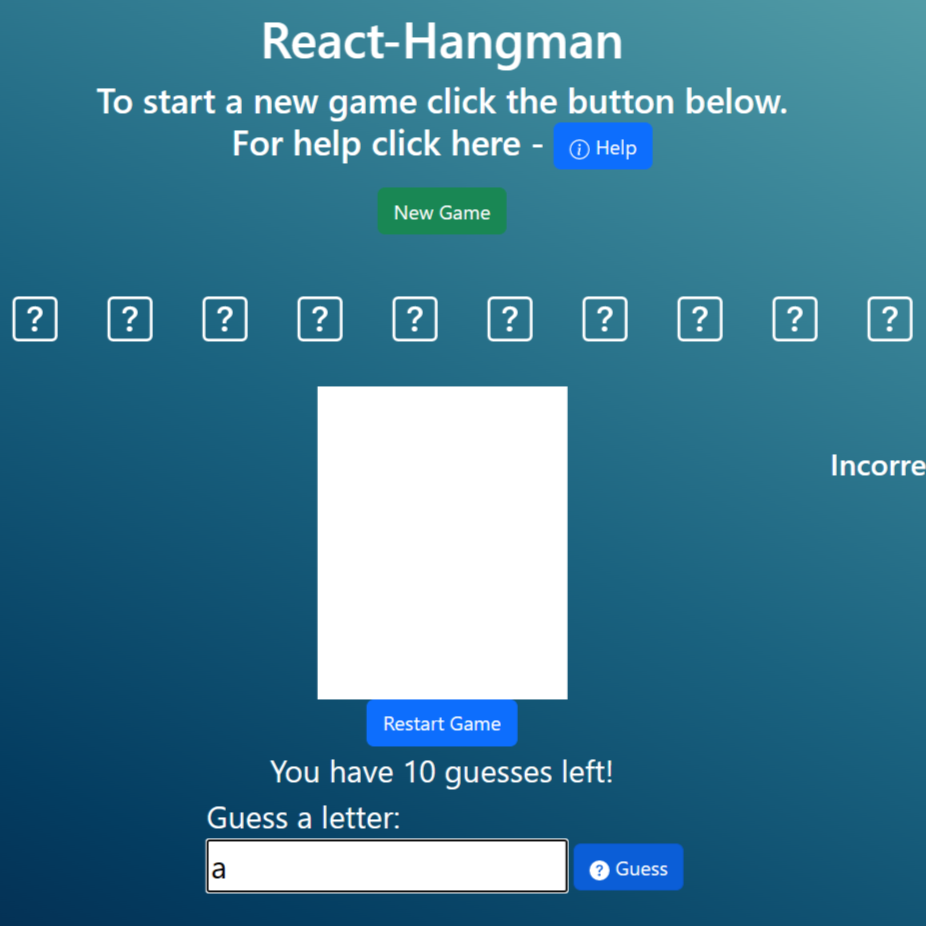 React-Hangman
To start a new game click the button below.
For help click here - Help
New Game
? ? ? ? ? ? ? ? ? ?
Incorre
Restart Game
You have 10 guesses left!
Guess a letter:
a
Guess